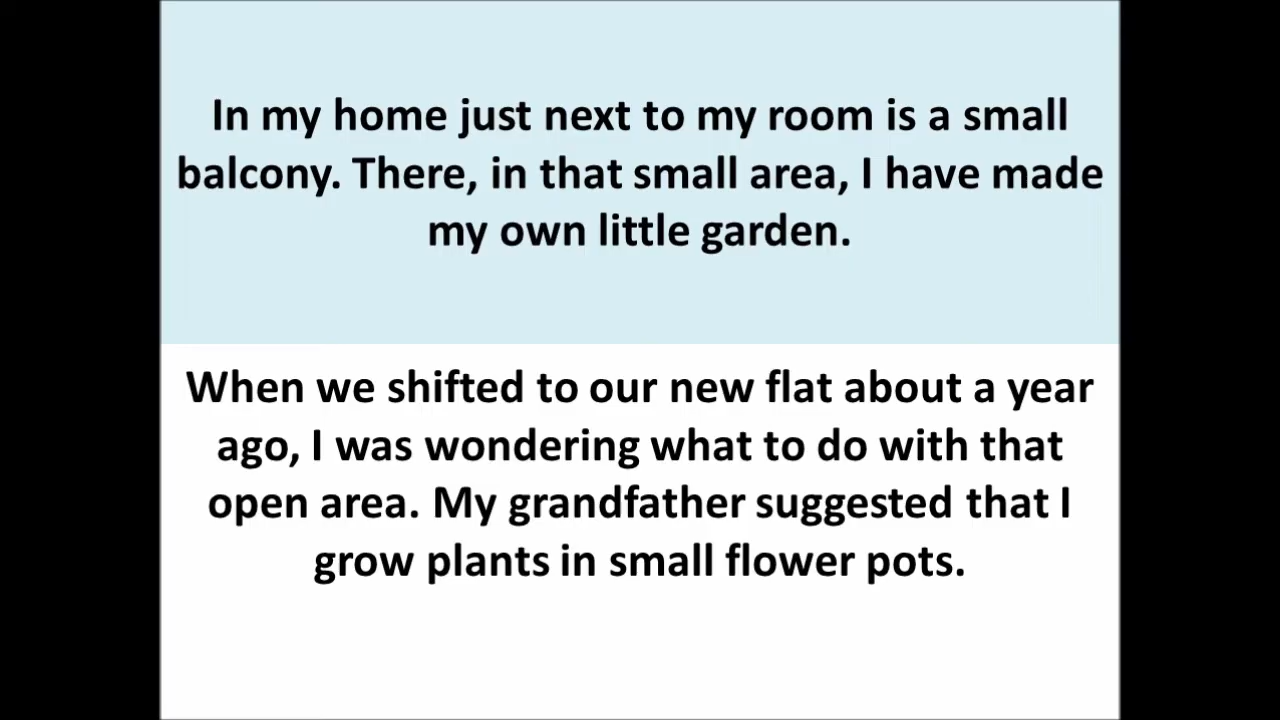 In my home just next to my room is a small
balcony. There, in that small area, I have made
my own little garden.
When we shifted to our new flat about a year
ago, I was wondering what to do with that
open area. My grandfather suggested that I
grow plants in small flower pots.